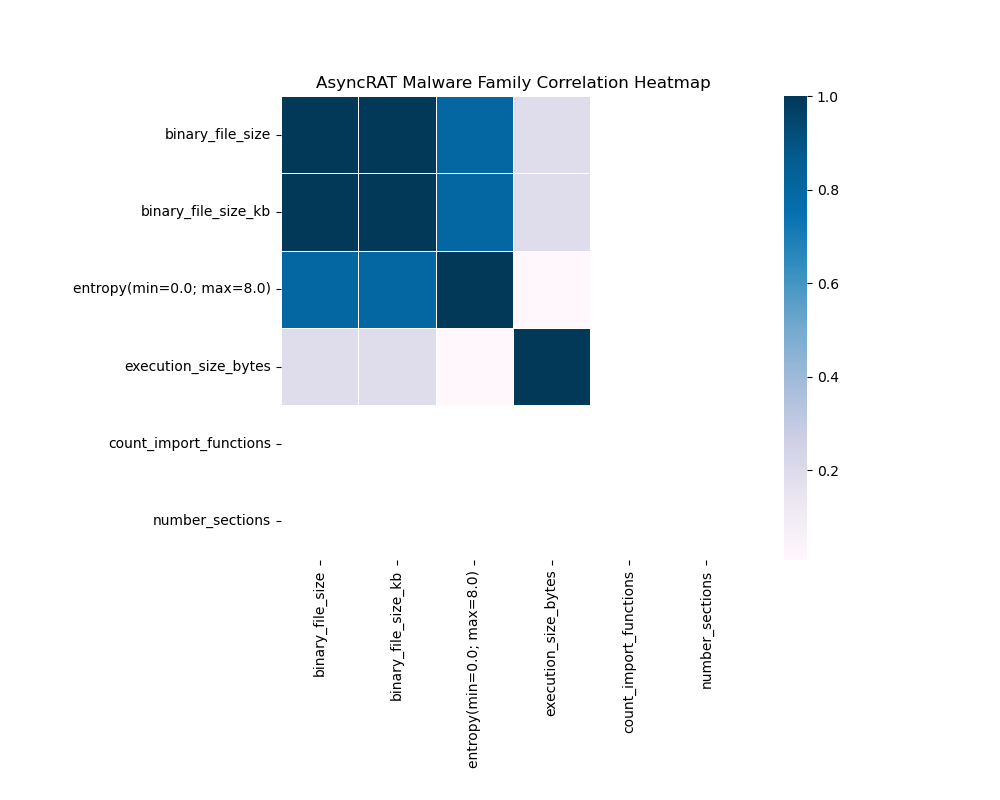 AsyncRAT Malware Family Correlation Heatmap
binary_file_size
binary_file_size_kb
entropy(min=0.0; max=8.0)
execution_size_bytes
count_import_functions
number_sections
binary_file_size
binary_file_size_kb
entropy(min=0.0; max=8.0)
execution_size_bytes
count_import_functions
number_sections
1.0
0.8
0.6
0.4
0.2